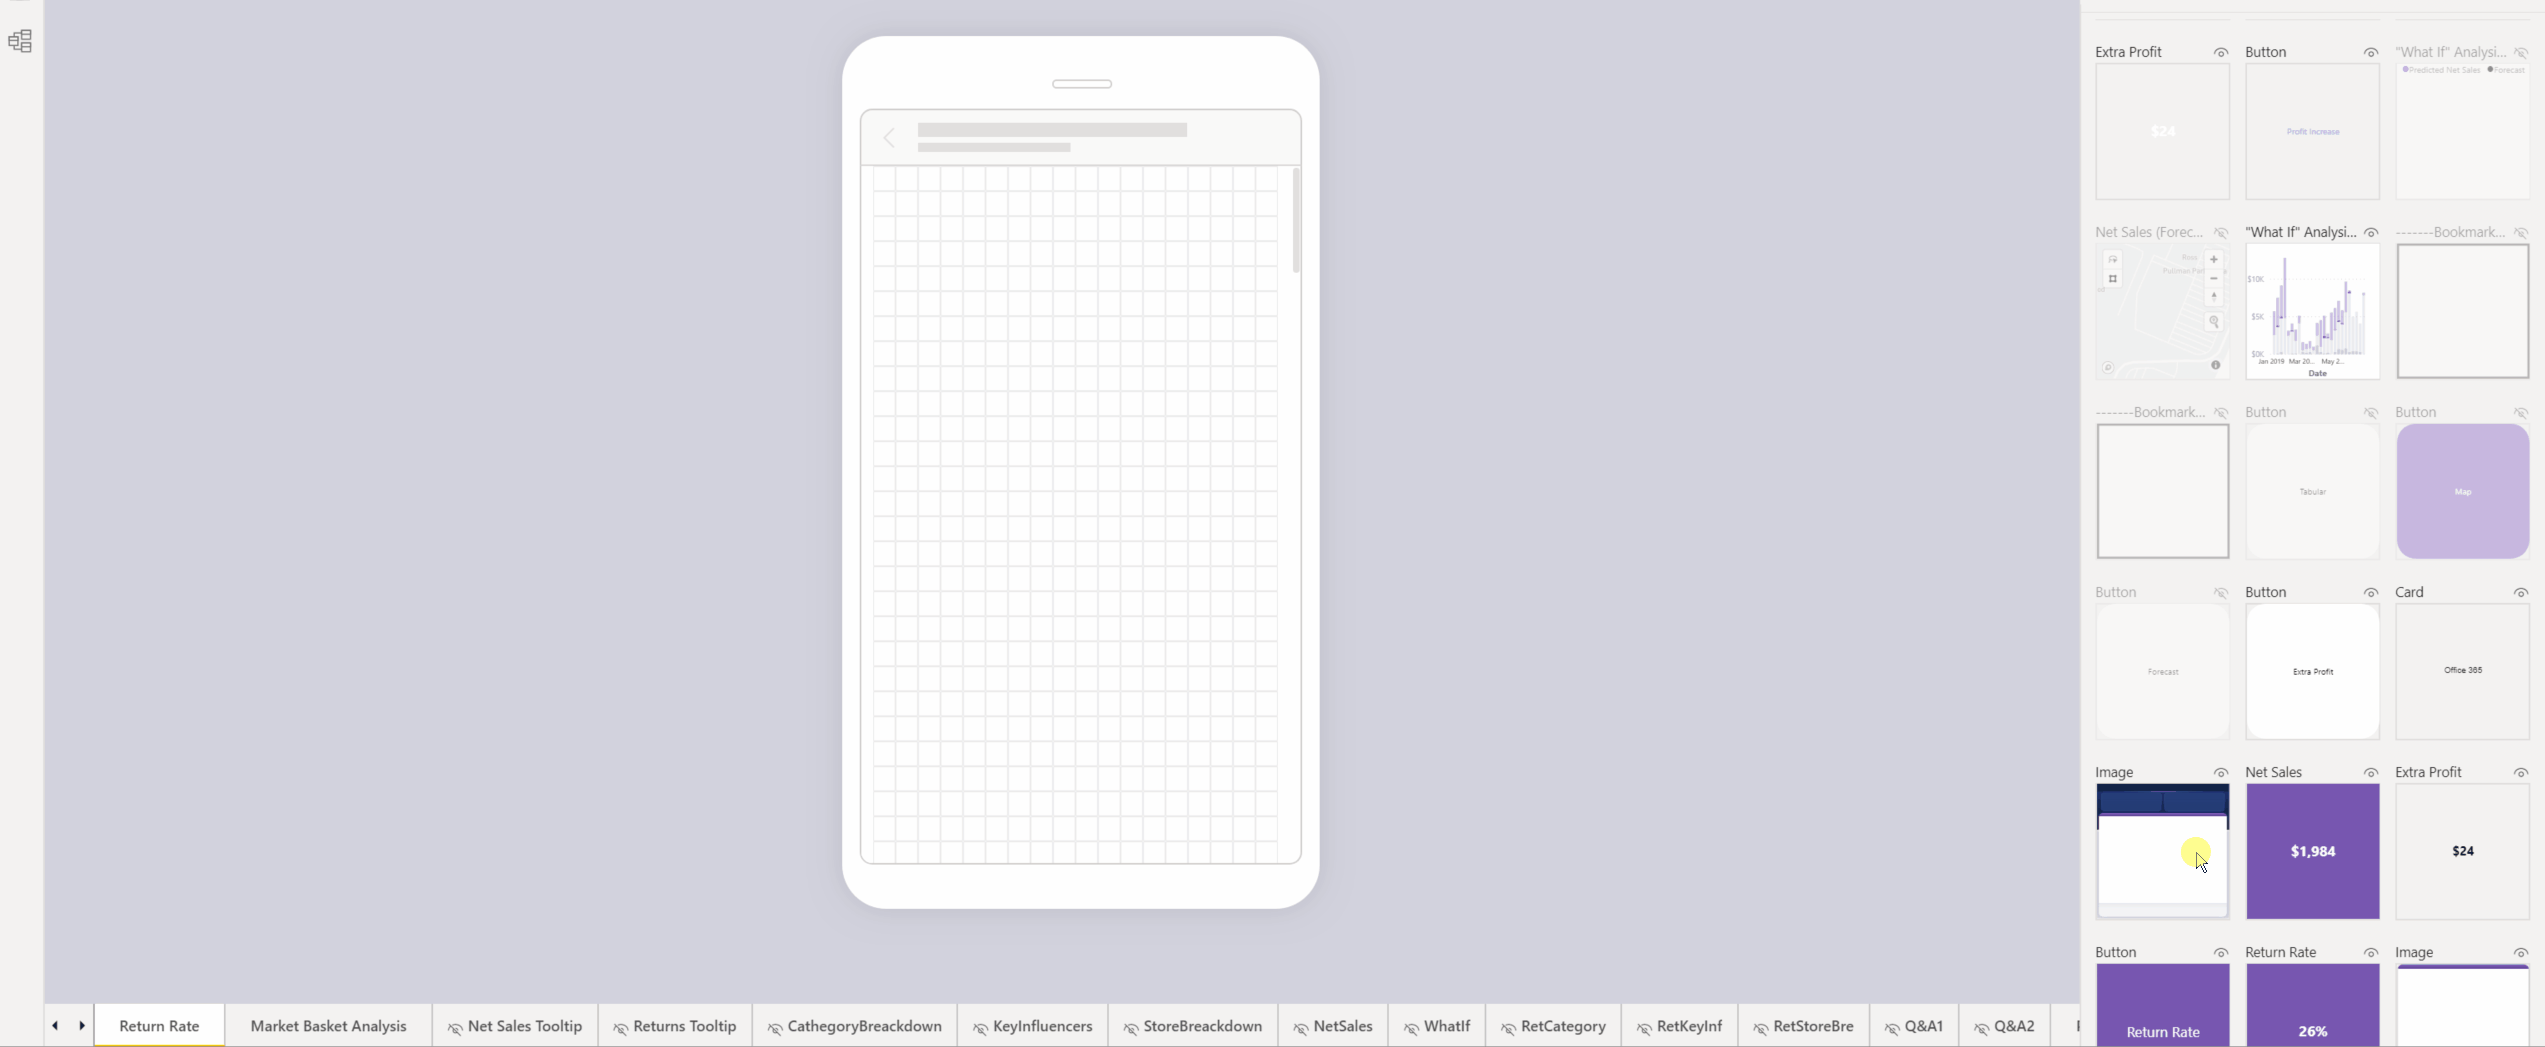 Extra Profit
Button
"What If" Analysi...
$24
Profit Increase
Predicted Net Sales
Forecast
Net Sales (Forec...
"What If" Analysi...
-------Bookmark...
Ross
$10K
$5K
$0K
Jan 2019 Mar 20... May 2...
Date
-------Bookmark...
Button
Button
Tabular
Map
Button
Button
Card
Forecast
Extra Profit
Office 365
Image
Net Sales
Extra Profit
$1,984
$24
Button
Return Rate
Image
Return Rate
26%
Return Rate
Market Basket Analysis
Net Sales Tooltip
Returns Tooltip
CathegoryBreakdown
KeyInfluencers
StoreBreakdown
NetSales
WhatIf
RetCategory
RetKeyInf
RetStoreBre
Q&A1
Q&A2